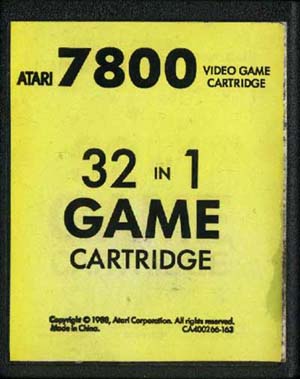 ATARI 7800 VIDEO GAME CARTRIDGE
32 IN 1
GAME
CARTRIDGE
Copyright © 1988, Atari Corporation. All rights reserved.
Made in China. CA400266-163